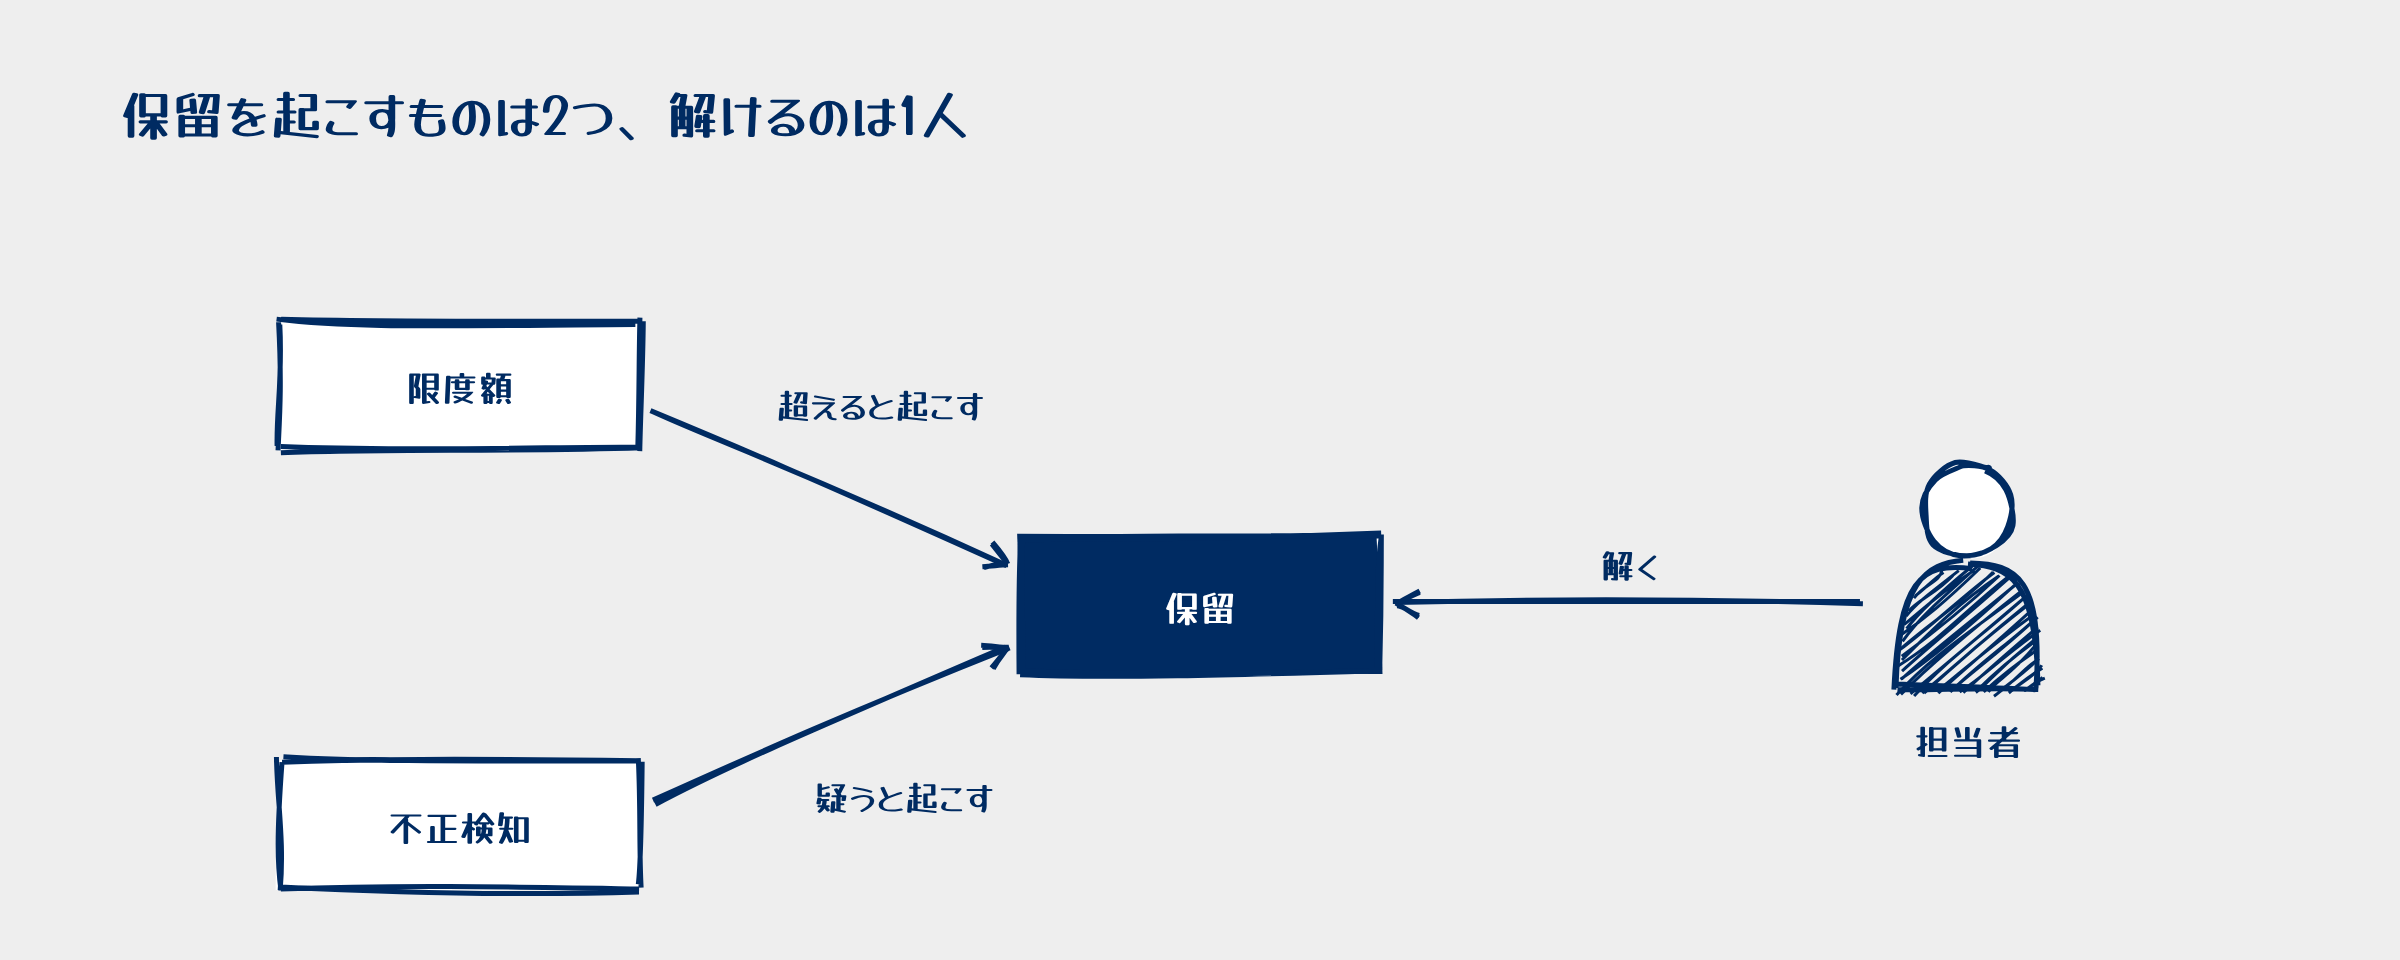 保留を起こすものは2つ、解けるのは1人
限度額
超えると起こす
保留
解く
担当者
疑うと起こす
不正検知